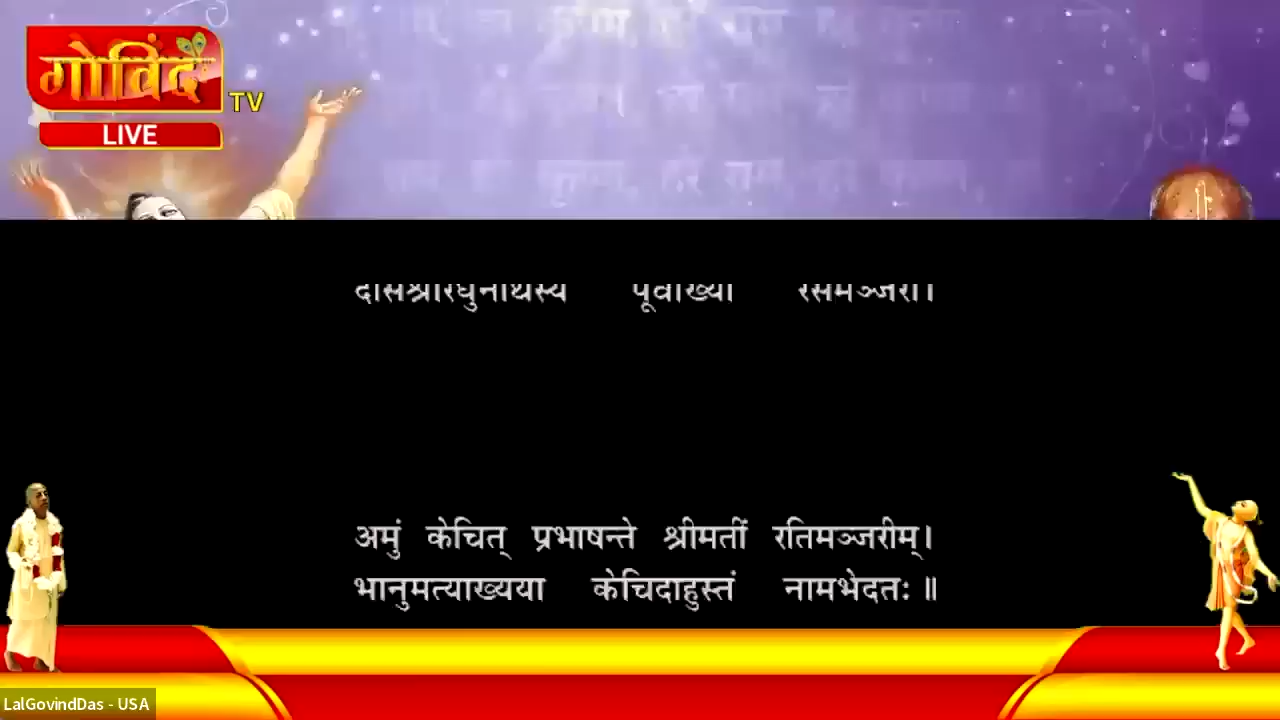 गोविंद
TV
LIVE
दासश्रीरघुनाथस्य पूर्वाख्या रसमञ्जरी।
अमुं केचित् प्रभाषन्ते श्रीमतीं रतिमञ्जरीम्।
भानुमत्याख्यया केचिदाहुस्तं नामभेदतः॥
LalGovindDas - USA